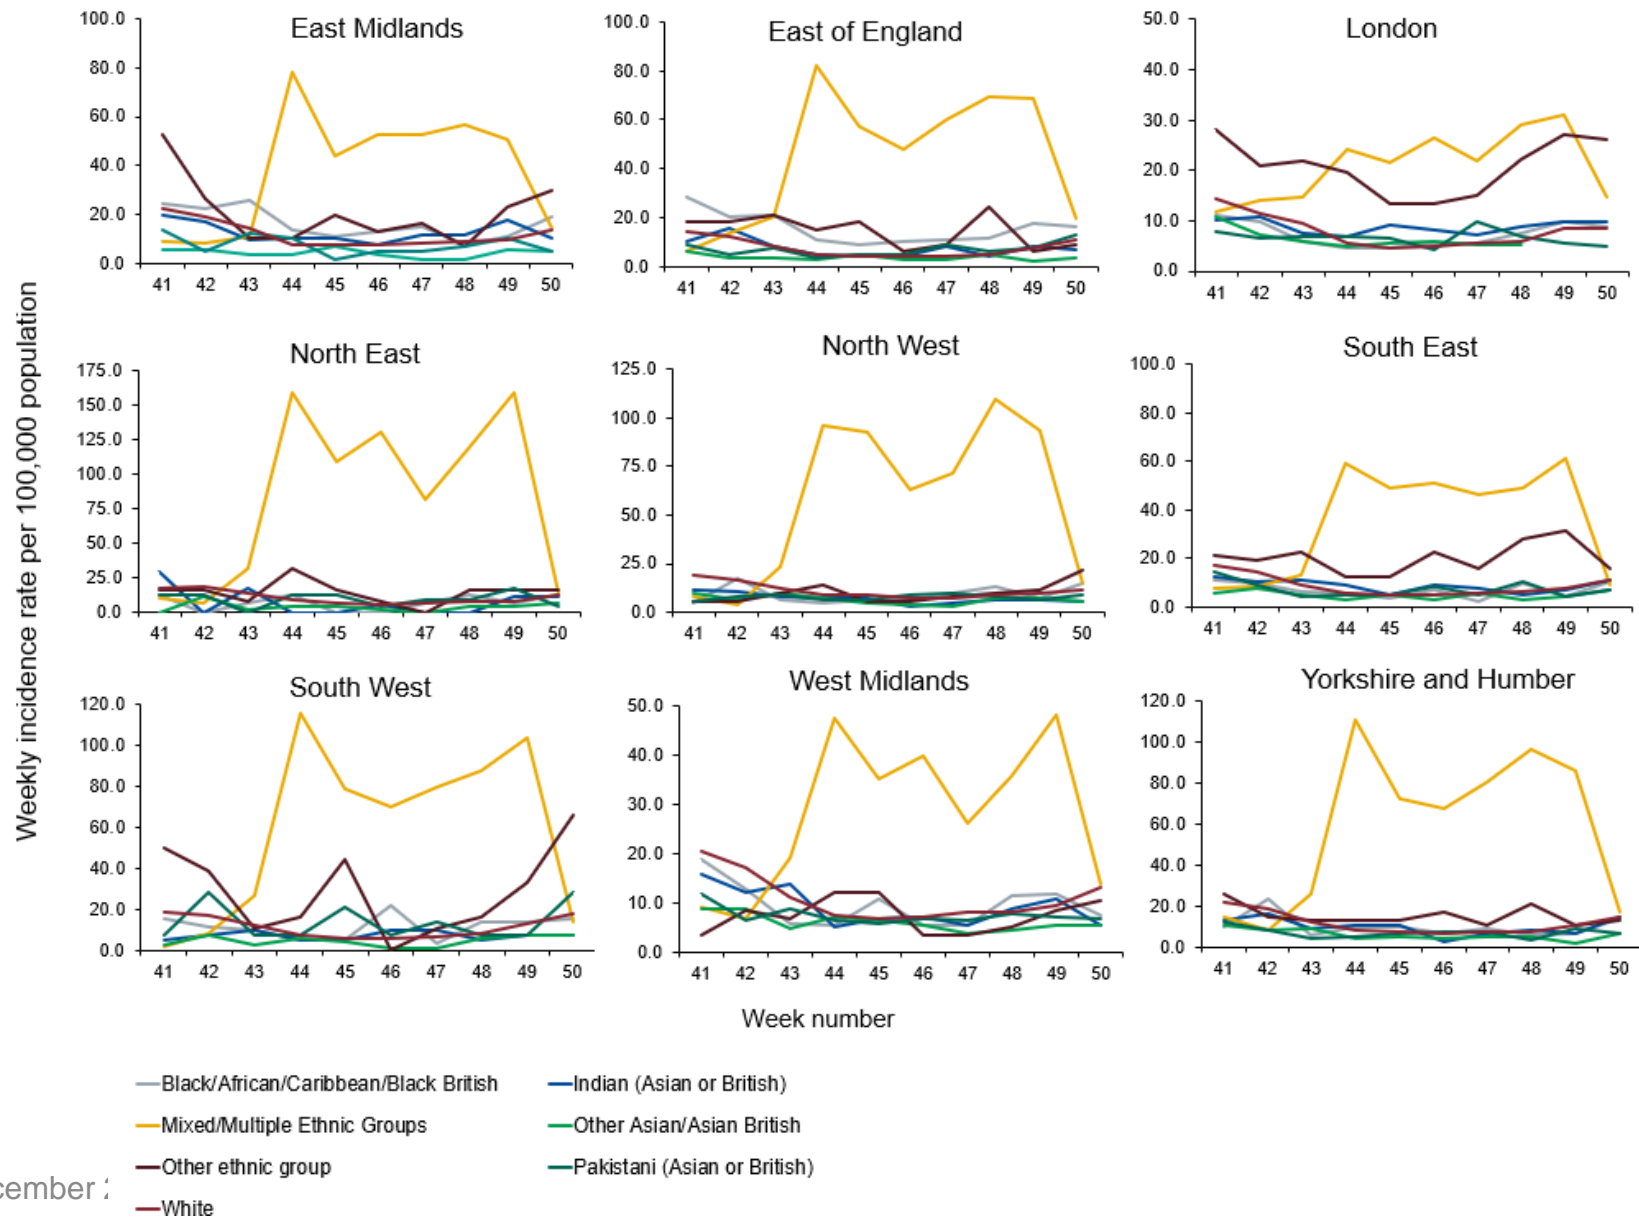 Weekly incidence rate per 100,000 population
East Midlands
100.0
80.0
60.0
40.0
20.0
0.0
41 42 43 44 45 46 47 48 49 50
East of England
100.0
80.0
60.0
40.0
20.0
0.0
41 42 43 44 45 46 47 48 49 50
London
50.0
40.0
30.0
20.0
10.0
0.0
41 42 43 44 45 46 47 48 49 50
North East
175.0
150.0
125.0
100.0
75.0
50.0
25.0
0.0
41 42 43 44 45 46 47 48 49 50
North West
125.0
100.0
75.0
50.0
25.0
0.0
41 42 43 44 45 46 47 48 49 50
South East
100.0
80.0
60.0
40.0
20.0
0.0
41 42 43 44 45 46 47 48 49 50
South West
120.0
100.0
80.0
60.0
40.0
20.0
0.0
41 42 43 44 45 46 47 48 49 50
West Midlands
50.0
40.0
30.0
20.0
10.0
0.0
41 42 43 44 45 46 47 48 49 50
Yorkshire and Humber
120.0
100.0
80.0
60.0
40.0
20.0
0.0
41 42 43 44 45 46 47 48 49 50
Week number
Black/African/Caribbean/Black British
Indian (Asian or British)
Mixed/Multiple Ethnic Groups
Other Asian/Asian British
Other ethnic group
Pakistani (Asian or British)
White
cember